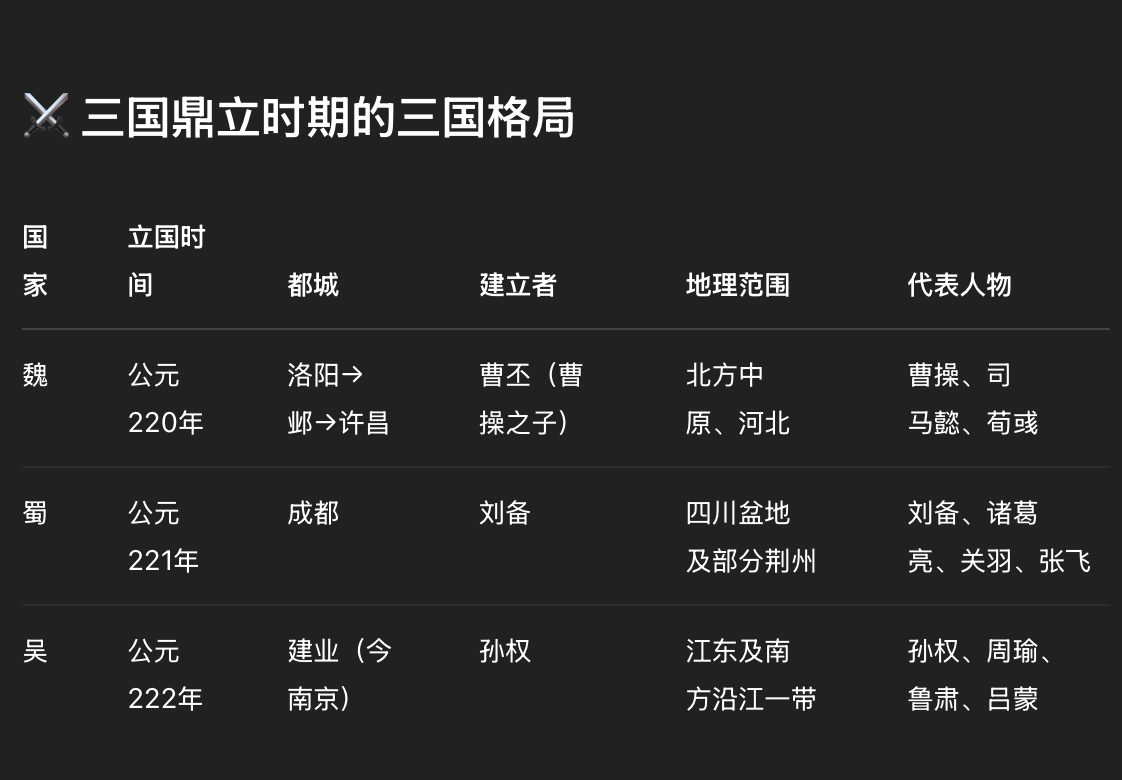 ⚔️ 三国鼎立时期的三国格局
国家 立国时间 都城 建立者 地理范围 代表人物
魏 公元220年 洛阳→邺→许昌 曹丕（曹操之子） 北方中原、河北 曹操、司马懿、荀彧
蜀 公元221年 成都 刘备 四川盆地及部分荆州 刘备、诸葛亮、关羽、张飞
吴 公元222年 建业（今南京） 孙权 江东及南方沿江一带 孙权、周瑜、鲁肃、吕蒙